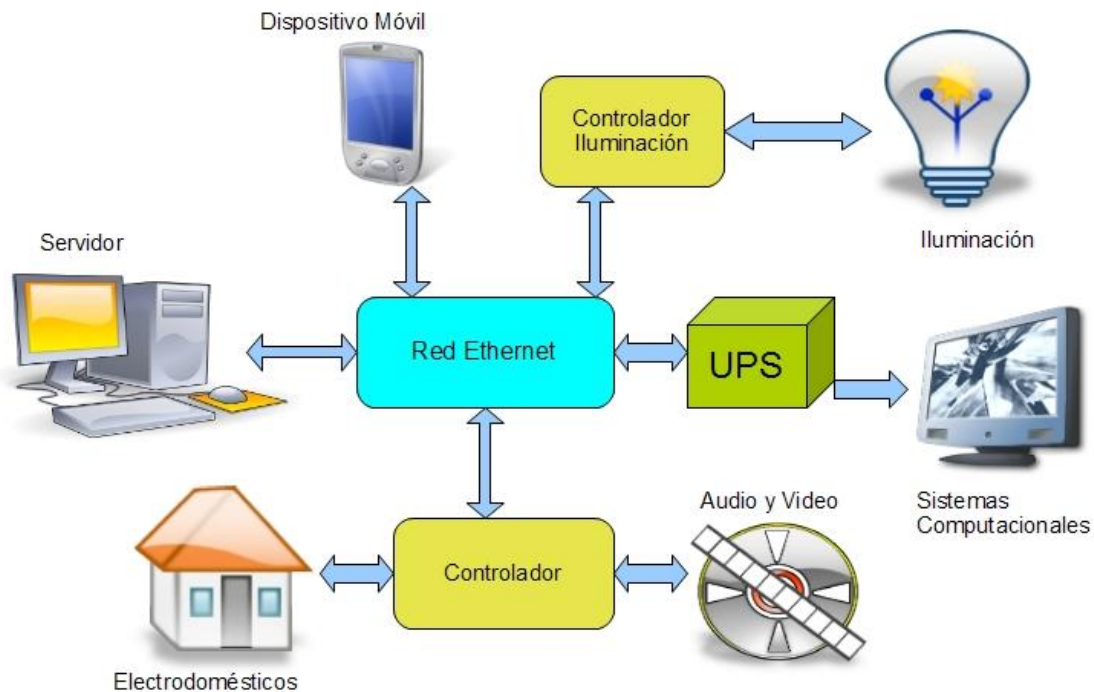 Dispositivo Móvil
Controlador
Iluminación
Iluminación
Servidor
Red Ethernet
UPS
Sistemas
Computacionales
Audio y Video
Controlador
Electrodomésticos